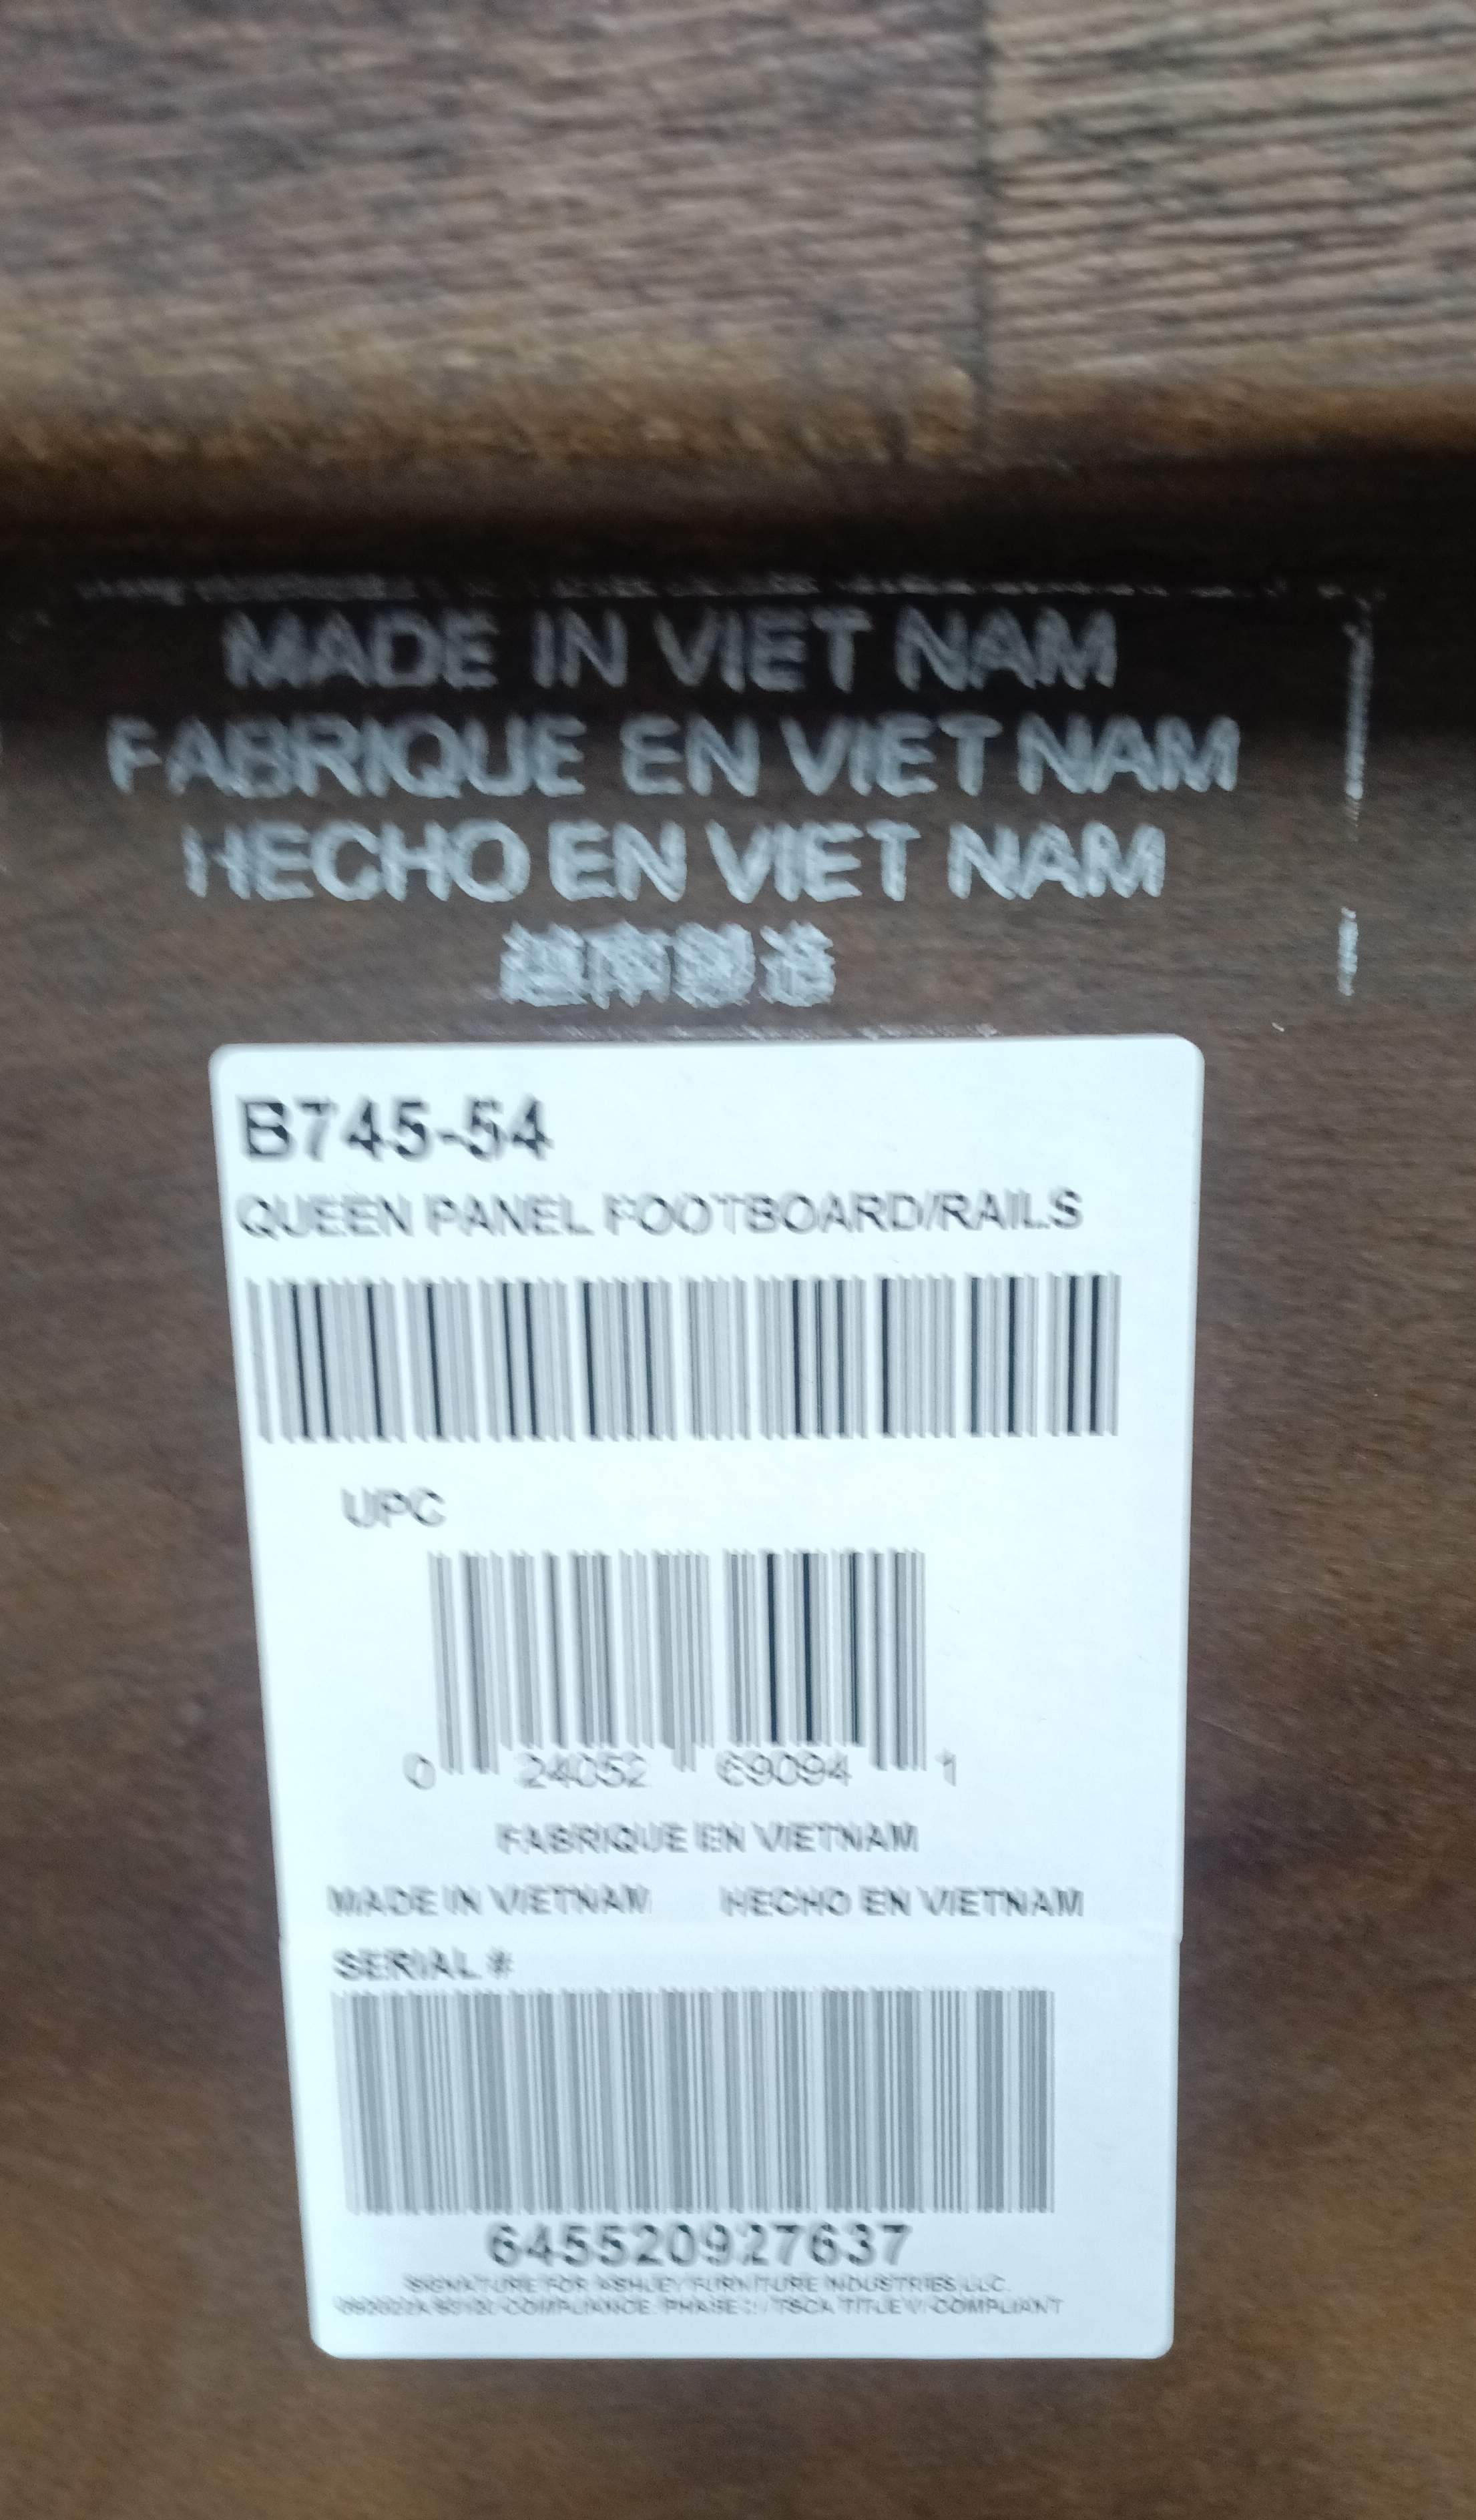 MADE IN VIET NAM
FABRIQUE EN VIET NAM
HECHO EN VIET NAM
越南製造
B745-54
QUEEN PANEL FOOTBOARD/RAILS
UPC
0 24052 69094 1
FABRIQUE EN VIETNAM
MADE IN VIETNAM HECHO EN VIETNAM
SERIAL #
645520927637
SIGNATURE FOR ASHLEY FURNITURE INDUSTRIES LLC.
COMPLIANCE PHASE TSCA TITLE VI COMPLIANT